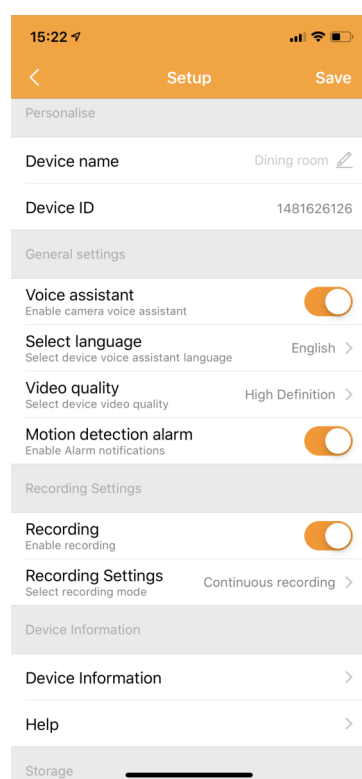 15:22
Setup
Save
Personalise
Device name
Dining room
Device ID
1481626126
General settings
Voice assistant
Enable camera voice assistant
Select language
Select device voice assistant language
English
Video quality
Select device video quality
High Definition
Motion detection alarm
Enable Alarm notifications
Recording Settings
Recording
Enable recording
Recording Settings
Select recording mode
Continuous recording
Device Information
Device Information
Help
Storage